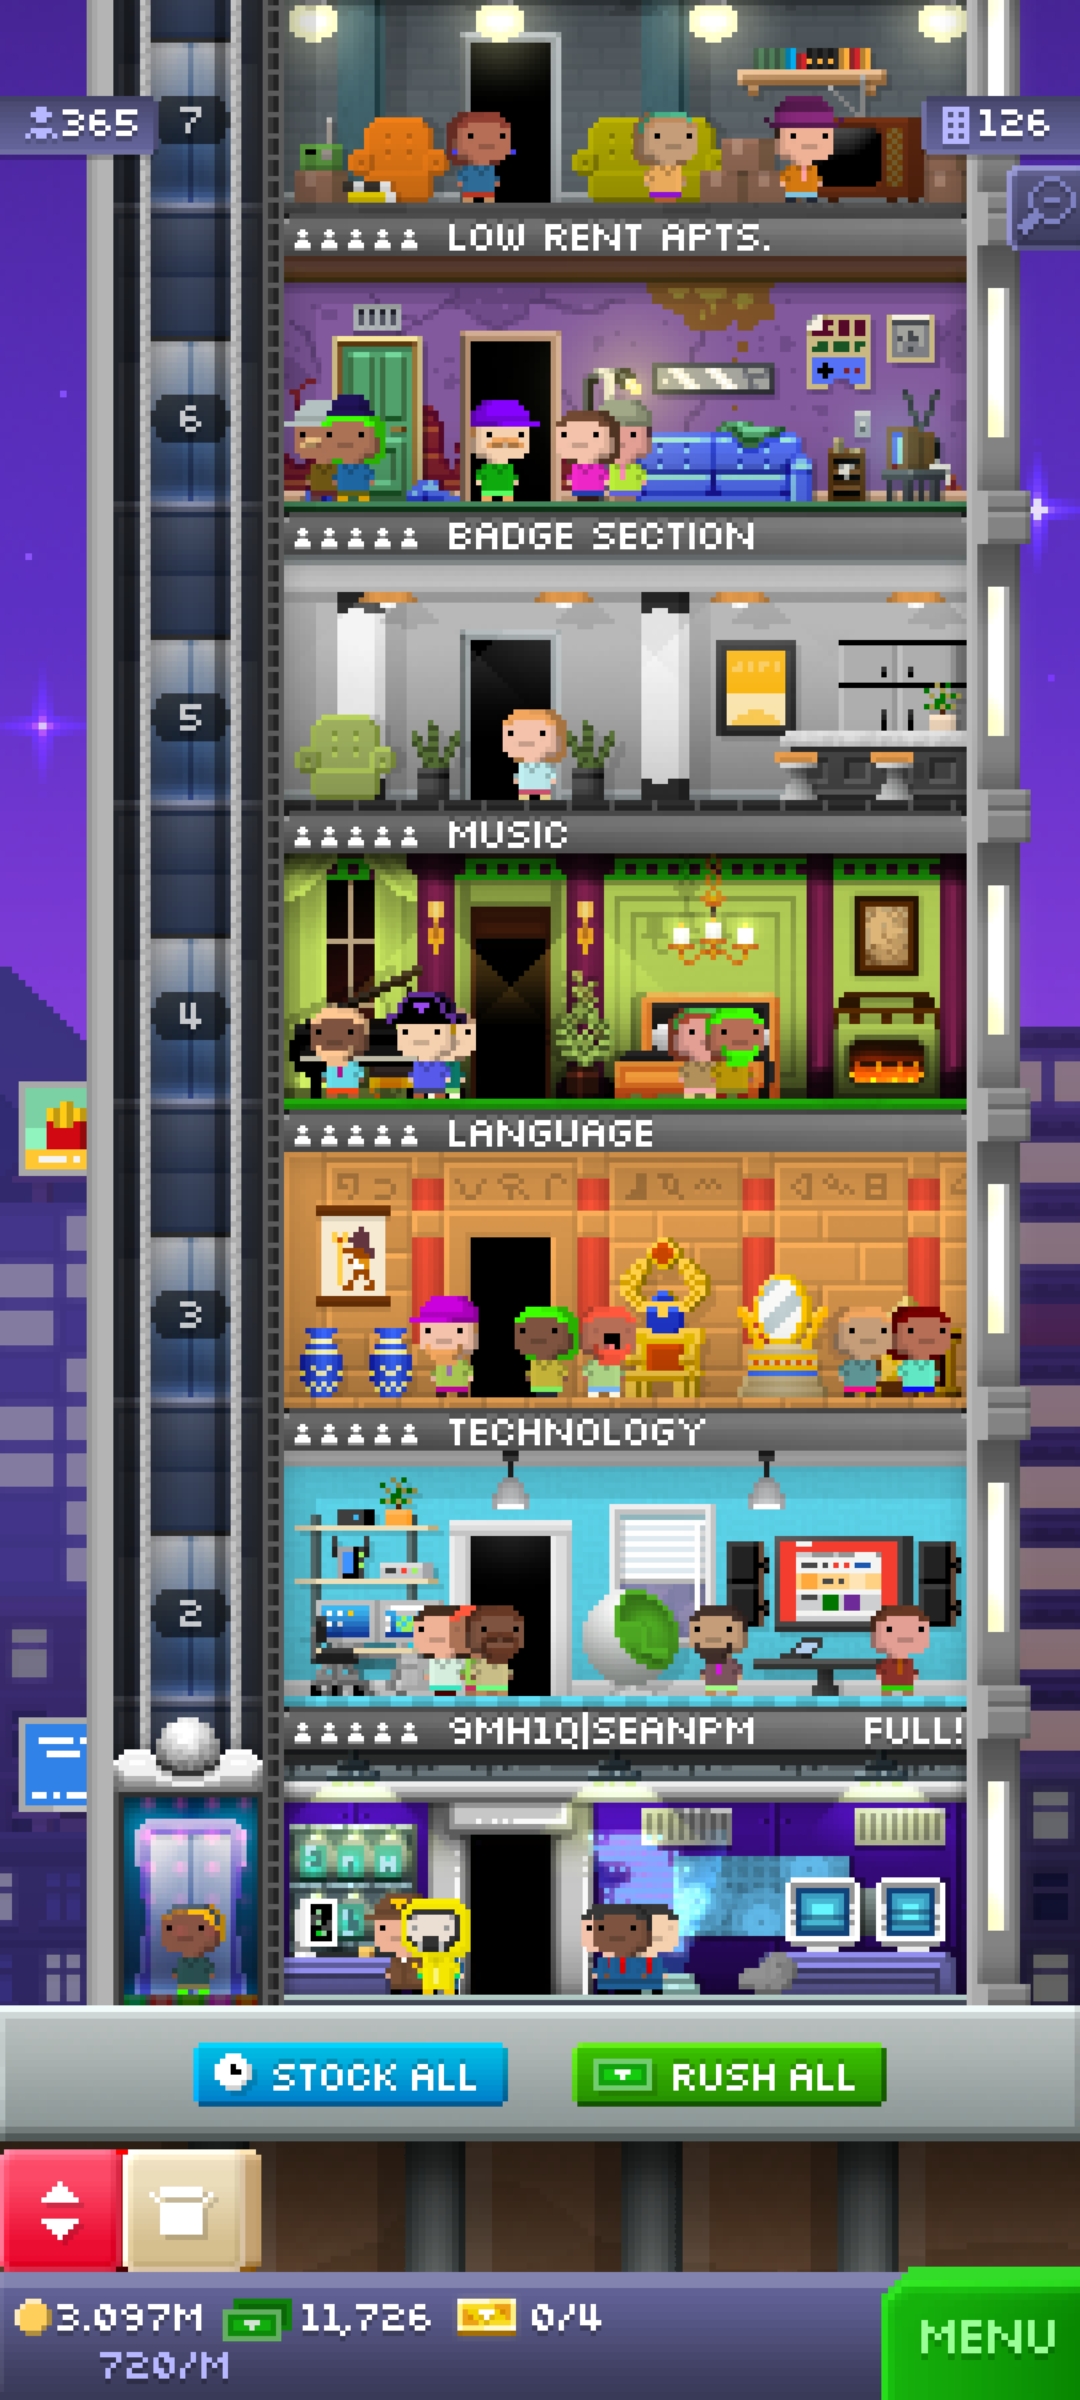 365
7
126
LOW RENT APTS.
6
BADGE SECTION
5
MUSIC
4
LANGUAGE
3
TECHNOLOGY
2
9MH1Q|SEANPM FULL!
STOCK ALL
RUSH ALL
3.097M 11,726 0/4
720/M
MENU